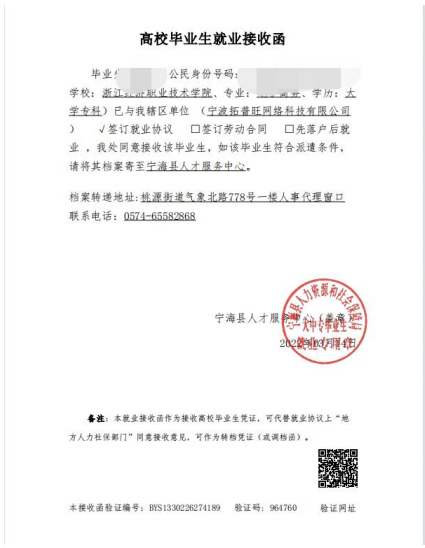 高校毕业生就业接收函
毕业生 公民身份号码:
学校: 浙江 职业技术学院、专业: 、学历: 大
学专科)已与我辖区单位 (宁波拓普旺网络科技有限公司
) √签订就业协议 □签订劳动合同 □先落户后就
业 ,我处同意接收该毕业生。如该毕业生符合派遣条件,
请将其档案寄至宁海县人才服务中心。
档案转递地址:桃源街道气象北路778号一楼人事代理窗口
联系电话: 0574-65582868
宁海县人力资源和社会保障局
大中专毕业生
宁海县人才服务中心(盖章)
2022年03月14日
备注: 本就业接收函作为接收高校毕业生凭证,可代替就业协议上“地
方人力社保部门”同意接收意见,可作为转档凭证(或调档函)。
本接收函验证编号: BYS1330226274189 验证码: 964760 验证网址